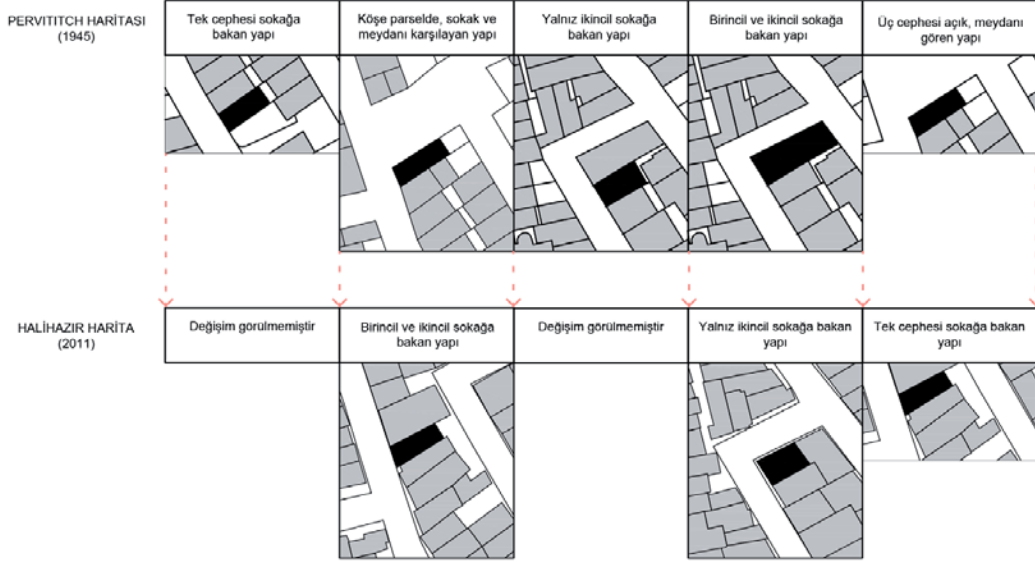 PERVITITCH HARİTASI
(1945)
Tek cephesi sokağa
bakan yapı
Köşe parselde, sokak ve
meydanı karşılayan yapı
Yalnız ikincil sokağa
bakan yapı
Birincil ve ikincil sokağa
bakan yapı
Üç cephesi açık, meydanı
gören yapı
HALİHAZIR HARİTA
(2011)
Değişim görülmemiştir
Birincil ve ikincil sokağa
bakan yapı
Değişim görülmemiştir
Yalnız ikincil sokağa bakan
yapı
Tek cephesi sokağa bakan
yapı